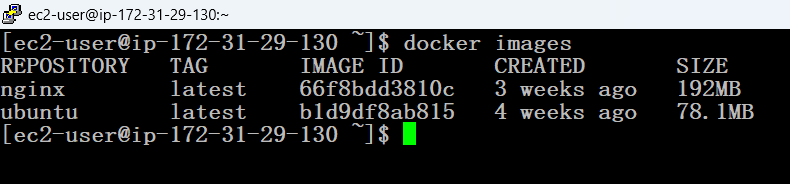 ec2-user@ip-172-31-29-130:~
[ec2-user@ip-172-31-29-130 ~]$ docker images
REPOSITORY TAG IMAGE ID CREATED SIZE
nginx latest 66f8bdd3810c 3 weeks ago 192MB
ubuntu latest b1d9df8ab815 4 weeks ago 78.1MB
[ec2-user@ip-172-31-29-130 ~]$